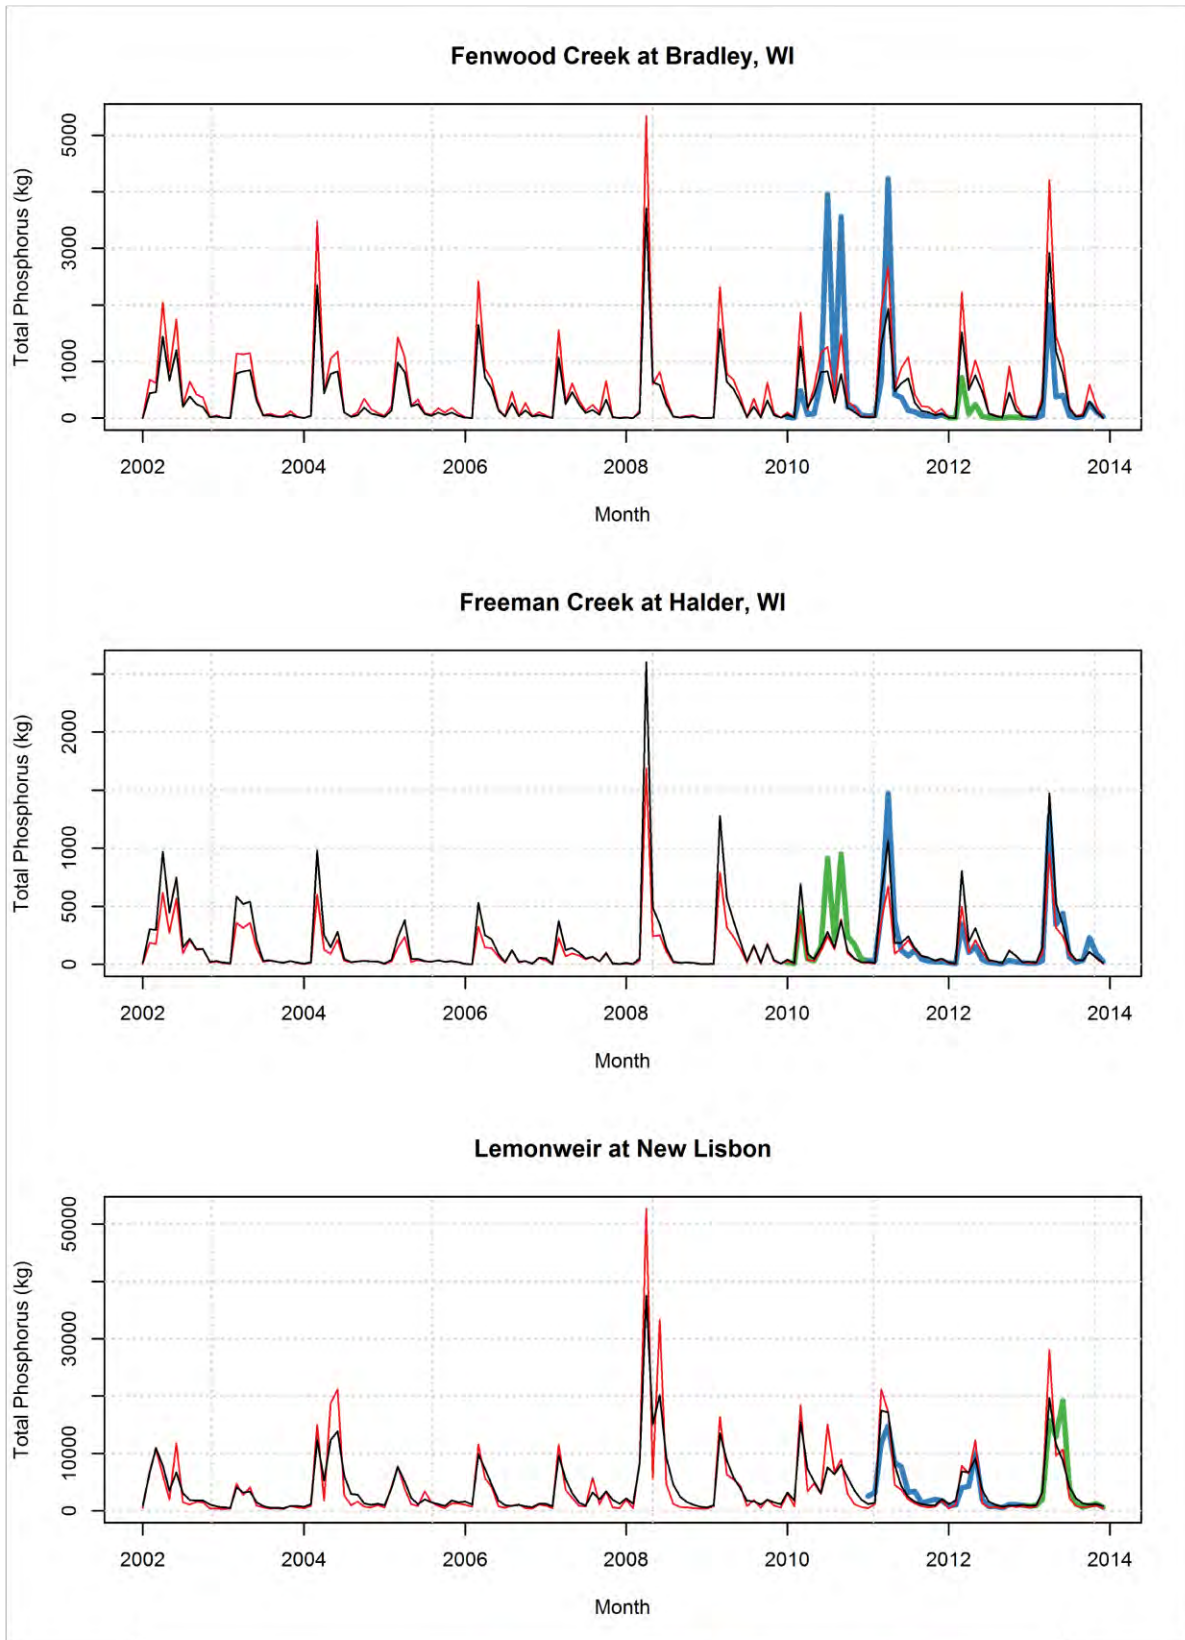 Fenwood Creek at Bradley, WI
Total Phosphorus (kg)
5000
3000
1000
0
2002 2004 2006 2008 2010 2012 2014
Month
Freeman Creek at Halder, WI
Total Phosphorus (kg)
2000
1000
500
0
2002 2004 2006 2008 2010 2012 2014
Month
Lemonweir at New Lisbon
Total Phosphorus (kg)
50000
30000
10000
0
2002 2004 2006 2008 2010 2012 2014
Month